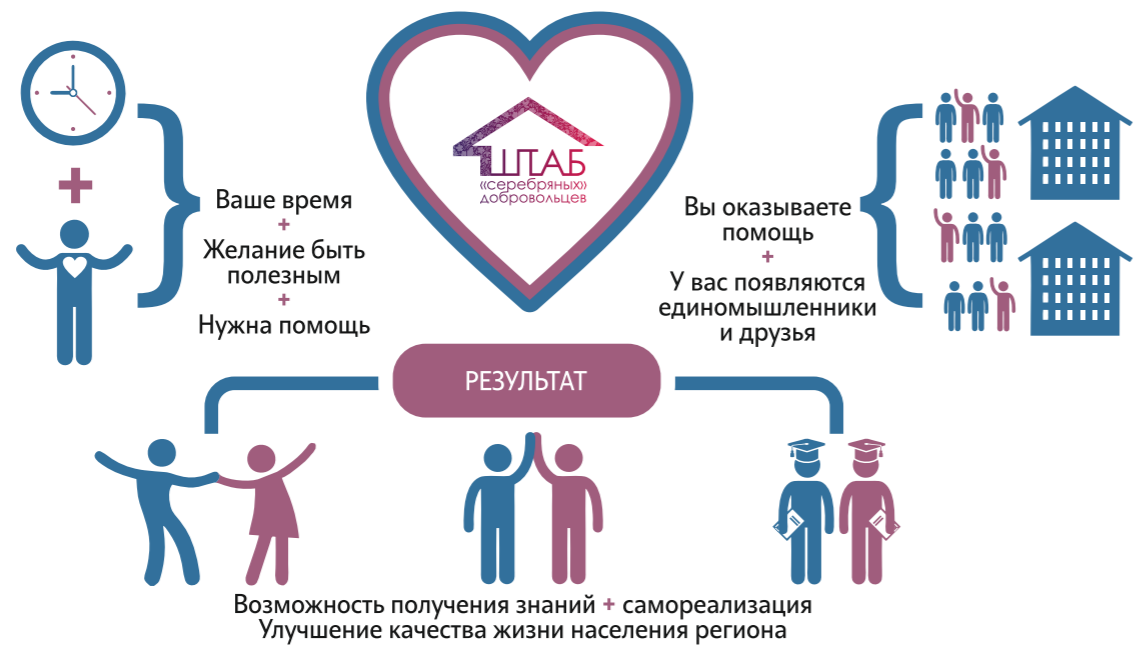 ШТАБ
«серебряных»
добровольцев
Ваше время
+
Желание быть
полезным
+
Нужна помощь
Вы оказываете
помощь
+
У вас появляются
единомышленники
и друзья
РЕЗУЛЬТАТ
Возможность получения знаний + самореализация
Улучшение качества жизни населения региона